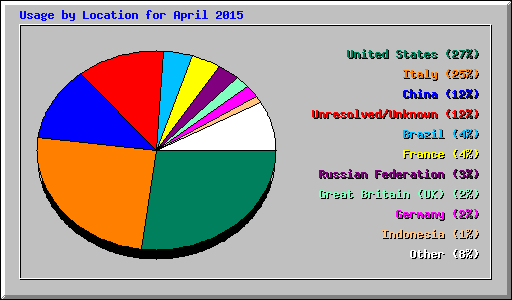 Usage by Location for April 2015
United States (27%)
Italy (25%)
China (12%)
Unresolved/Unknown (12%)
Brazil (4%)
France (4%)
Russian Federation (3%)
Great Britain (UK) (2%)
Germany (2%)
Indonesia (1%)
Other (8%)